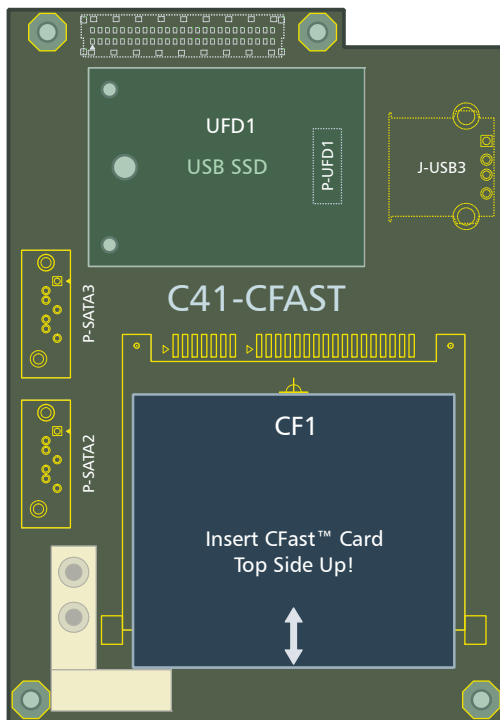 UFD1
USB SSD
P-UFD1
J-USB3
C41-CFAST
P-SATA3
CF1
P-SATA2
Insert CFast™ Card
Top Side Up!